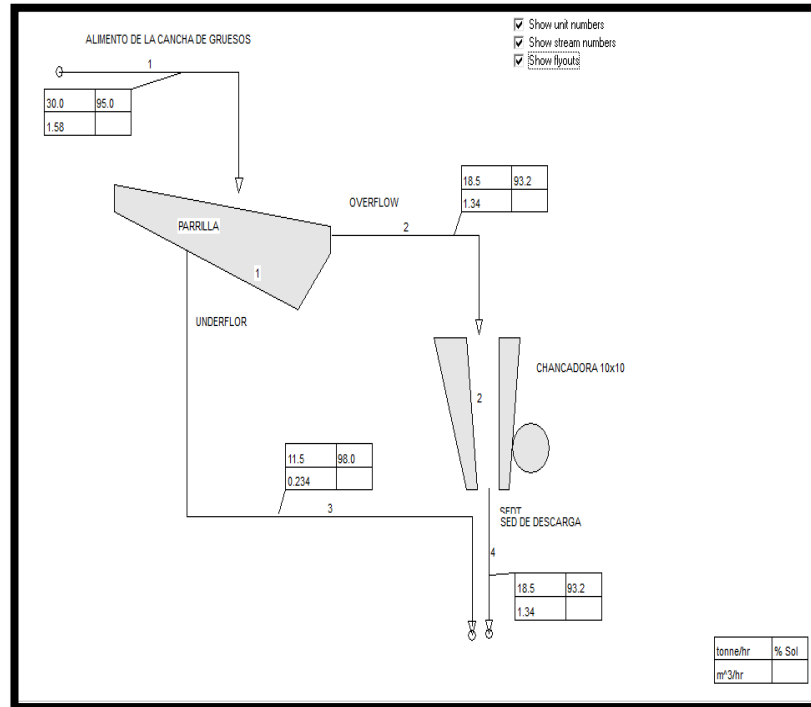 Show unit numbers
Show stream numbers
Show flyouts
ALIMENTO DE LA CANCHA DE GRUESOS
1
30.0 95.0
1.58
18.5 93.2
1.34
OVERFLOW
2
PARRILLA
1
UNDERFLOR
CHANCADORA 10x10
2
11.5 98.0
0.234
3
SED DE DESCARGA
4
18.5 93.2
1.34
tonne/hr % Sol
m^3/hr